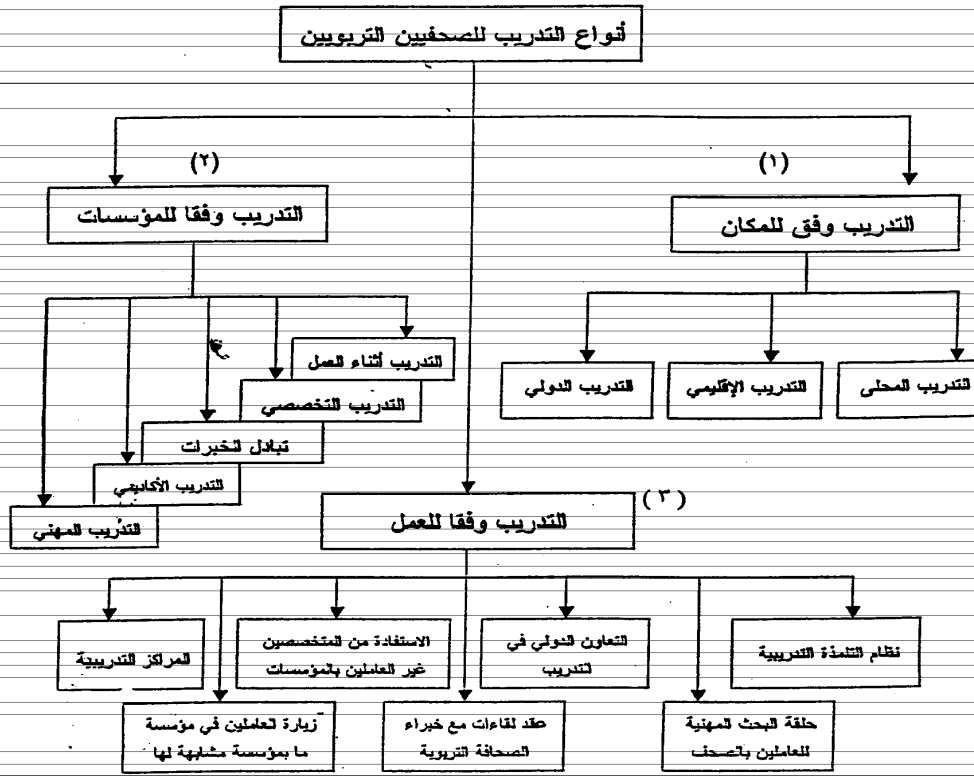 أنواع التدريب للصحفيين التربويين
(١)
التدريب وفق للمكان
التدريب المحلى
التدريب الإقليمي
التدريب الدولي
(٢)
التدريب وفقا للمؤسسات
التدريب أثناء العمل
التدريب التخصصي
تبادل الخبرات
التدريب الأكاديمي
التدريب المهني
(٣)
التدريب وفقا للعمل
نظام التلمذة التدريبية
حلقة البحث المهنية
للعاملين بالصحف
التعاون الدولي في
التدريب
عقد لقاءات مع خبراء
الصحافة التربوية
الاستفادة من المتخصصين
غير العاملين بالمؤسسات
زيارة العاملين في مؤسسة
ما بمؤسسة مشابهة لها
المراكز التدريبية